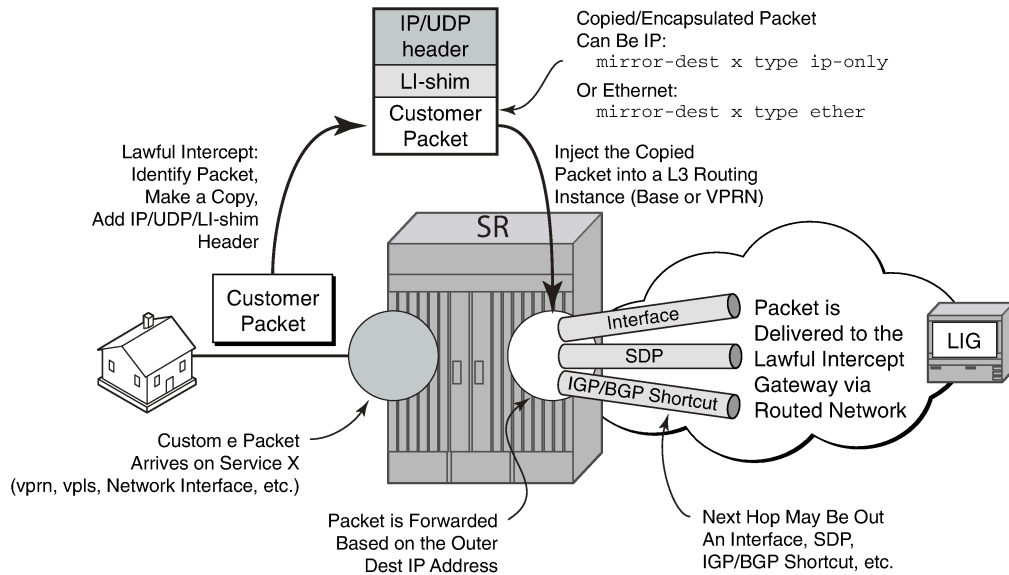 IP/UDP
header
LI-shim
Customer
Packet
Copied/Encapsulated Packet
Can Be IP:
mirror-dest x type ip-only
Or Ethernet:
mirror-dest x type ether
Lawful Intercept:
Identify Packet,
Make a Copy,
Add IP/UDP/LI-shim
Header
Inject the Copied
Packet into a L3 Routing
Instance (Base or VPRN)
SR
Customer
Packet
Interface
SDP
IGP/BGP Shortcut
Packet is
Delivered to the
Lawful Intercept
Gateway via
Routed Network
LIG
Custom e Packet
Arrives on Service X
(vprn, vpls, Network Interface, etc.)
Packet is Forwarded
Based on the Outer
Dest IP Address
Next Hop May Be Out
An Interface, SDP,
IGP/BGP Shortcut, etc.